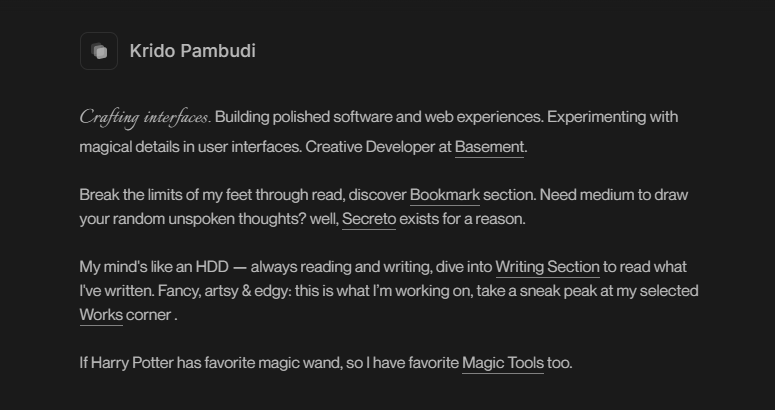 Krido Pambudi
Crafting interfaces. Building polished software and web experiences. Experimenting with
magical details in user interfaces. Creative Developer at Basement.
Break the limits of my feet through read, discover Bookmark section. Need medium to draw
your random unspoken thoughts? well, Secreto exists for a reason.
My mind's like an HDD — always reading and writing, dive into Writing Section to read what
I've written. Fancy, artsy & edgy: this is what I'm working on, take a sneak peak at my selected
Works corner .
If Harry Potter has favorite magic wand, so I have favorite Magic Tools too.